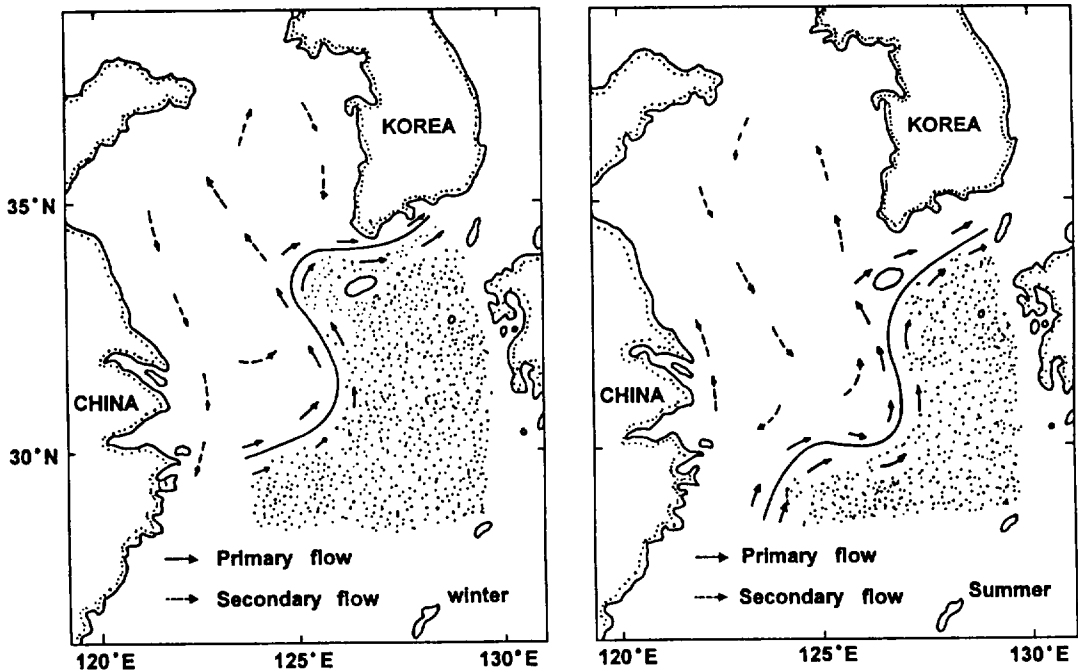 KOREA
35°N
CHINA
30°N
Primary flow
Secondary flow
winter
120°E 125°E 130°E
KOREA
CHINA
Primary flow
Secondary flow
Summer
120°E 125°E 130°E